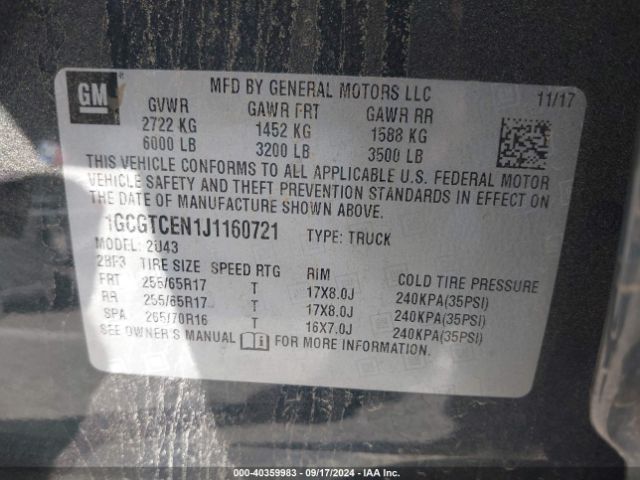 GM
MFD BY GENERAL MOTORS LLC 11/17
GVWR GAWR FRT GAWR RR
2722 KG 1452 KG 1588 KG
6000 LB 3200 LB 3500 LB
THIS VEHICLE CONFORMS TO ALL APPLICABLE U.S. FEDERAL MOTOR
VEHICLE SAFETY AND THEFT PREVENTION STANDARDS IN EFFECT ON
THE DATE OF MANUFACTURE SHOWN ABOVE.
1GCGTCEN1J1160721 TYPE: TRUCK
MODEL: 2U43
2BF3 TIRE SIZE SPEED RTG RIM COLD TIRE PRESSURE
FRT 255/65R17 T 17X8.0J 240KPA(35PSI)
RR 255/65R17 T 17X8.0J 240KPA(35PSI)
SPA 265/70R16 T 16X7.0J 240KPA(35PSI)
SEE OWNER'S MANUAL FOR MORE INFORMATION.
000-40359983 - 09/17/2024 - IAA Inc.